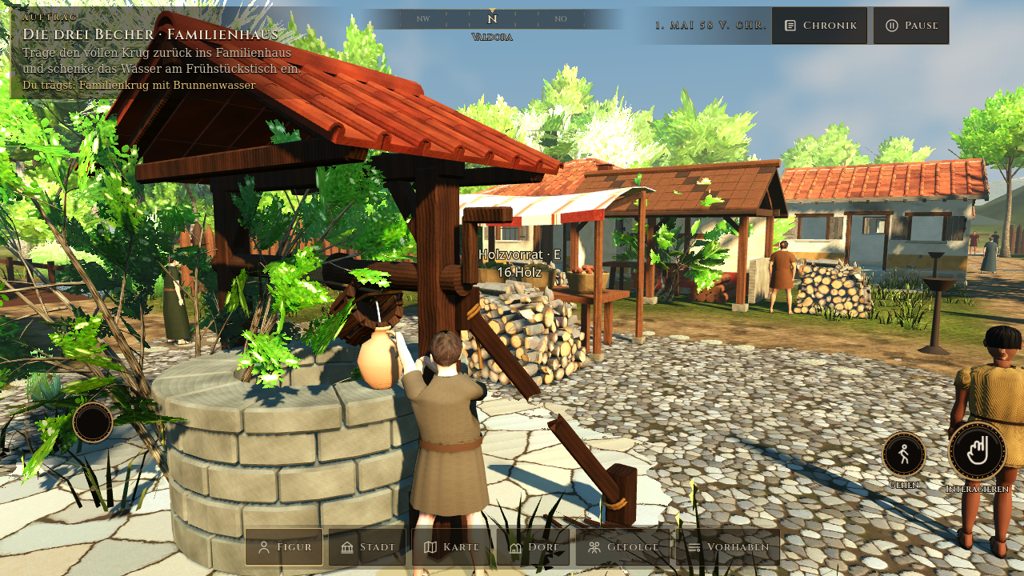 AUFTRAG
DIE DREI BECHER · FAMILIENHAUS
Trage den vollen Krug zurück ins Familienhaus
und schenke das Wasser am Frühstückstisch ein.
Du trägst: Familienkrug mit Brunnenwasser
NW N NO
VALDORA
1. MAI 58 V. CHR.
CHRONIK
PAUSE
Holzvorrat · E
16 Holz
GEHEN
INTERAGIEREN
FIGUR
STADT
KARTE
DORF
GEFOLGE
VORHABEN